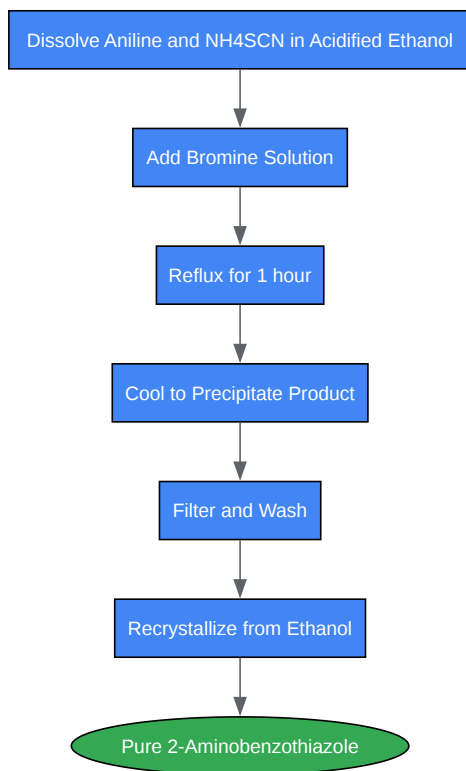 Dissolve Aniline and NH4SCN in Acidified Ethanol
Add Bromine Solution
Reflux for 1 hour
Cool to Precipitate Product
Filter and Wash
Recrystallize from Ethanol
Pure 2-Aminobenzothiazole